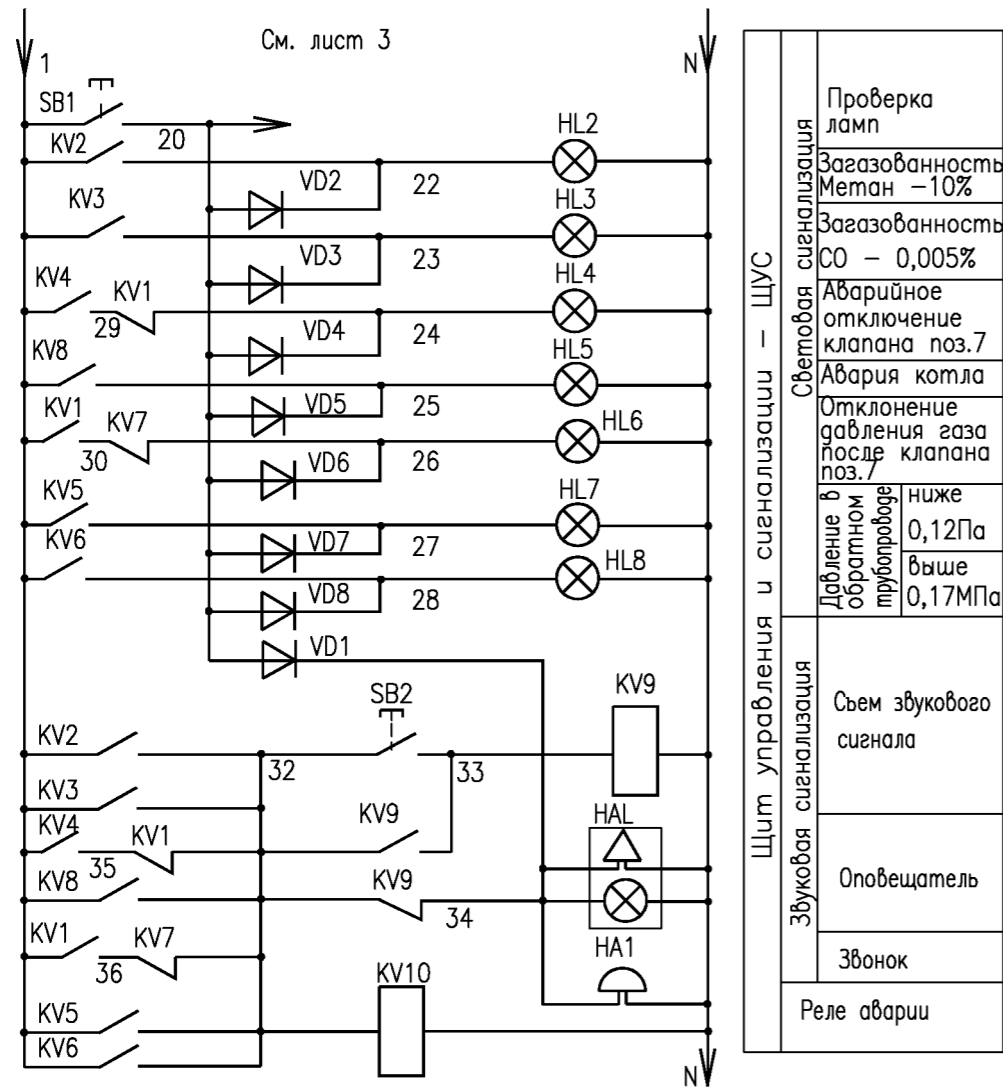 См. лист 3
1
N
SB1
20
KV2
VD2
22
HL2
KV3
VD3
23
HL3
KV4
KV1
29
VD4
24
HL4
KV8
VD5
25
HL5
KV1
KV7
30
VD6
26
HL6
KV5
VD7
27
HL7
KV6
VD8
28
HL8
VD1
KV2
32
SB2
33
KV9
KV3
KV4
35
KV1
KV9
HAL
KV8
KV9
34
KV1
36
KV7
HA1
KV10
KV5
KV6
N
Щит управления и сигнализации – ЩУС
Световая сигнализация
Проверка
ламп
Загазованность
Метан –10%
Загазованность
СО – 0,005%
Аварийное
отключение
клапана поз.7
Авария котла
Отклонение
давления газа
после клапана
поз.7
Давление в
обратном
трубопроводе
ниже
0,12Па
выше
0,17МПа
Звуковая сигнализация
Съем звукового
сигнала
Оповещатель
Звонок
Реле аварии